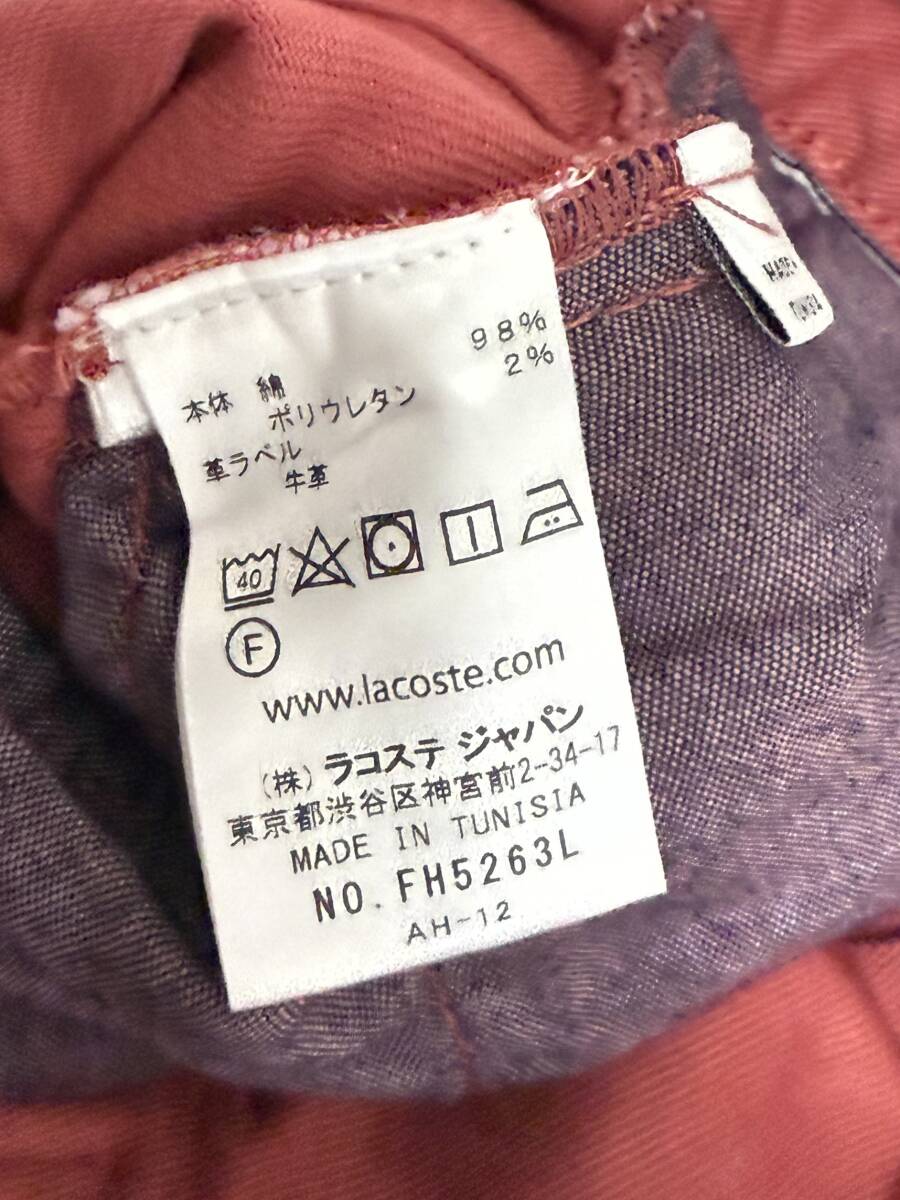 本体 綿 98%
ポリウレタン 2%
革ラベル
牛革
40
F
www.lacoste.com
(株) ラコステ ジャパン
東京都渋谷区神宮前2-34-17
MADE IN TUNISIA
NO. FH5263L
AH-12
MADE